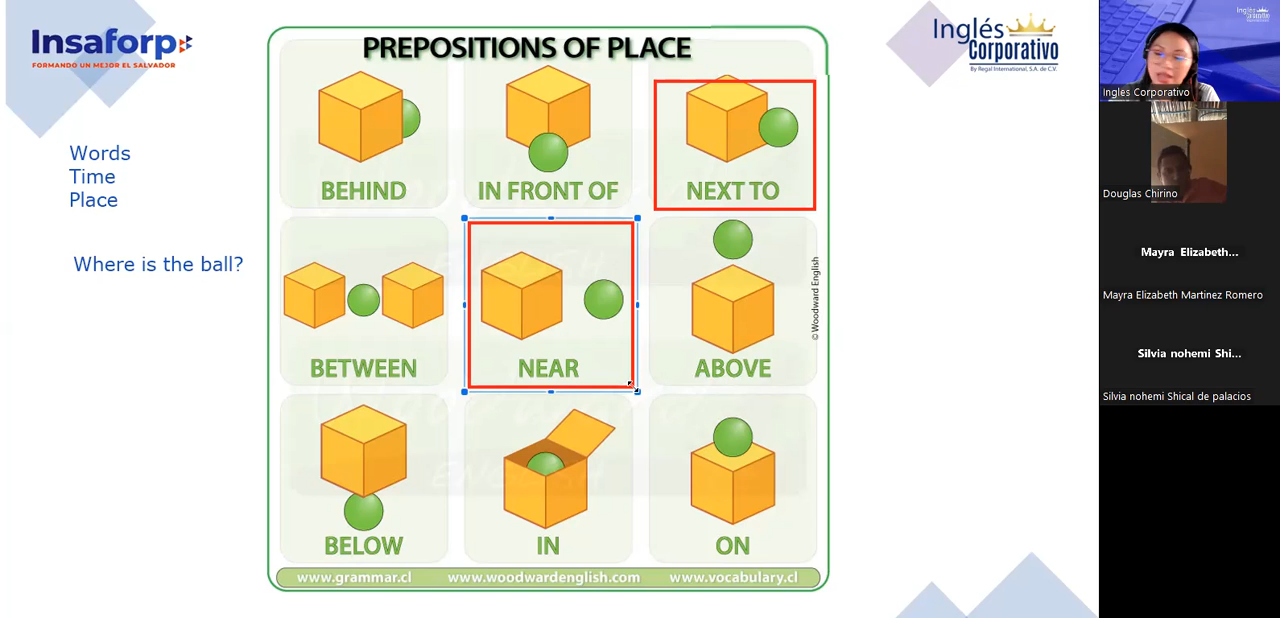 Insaforp
FORMANDO UN MEJOR EL SALVADOR
Words
Time
Place
Where is the ball?
PREPOSITIONS OF PLACE
BEHIND
IN FRONT OF
NEXT TO
BETWEEN
NEAR
ABOVE
BELOW
IN
ON
© Woodward English
www.grammar.cl www.woodwardenglish.com www.vocabulary.cl
Inglés
Corporativo
By Regal International, S.A. de C.V.
Inglés Corporativo
Douglas Chirino
Mayra Elizabeth...
Mayra Elizabeth Martinez Romero
Silvia nohemi Shi...
Silvia nohemi Shical de palacios